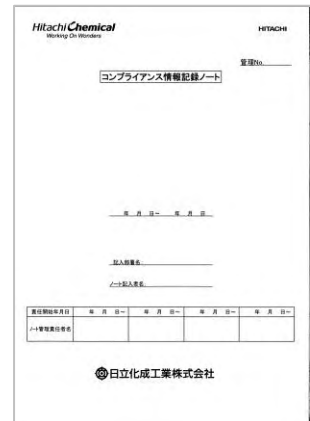 Hitachi Chemical HITACHI
Working On Wonders
管理No.
コンプライアンス情報記録ノート
年 月 日～ 年 月 日
記入部署名
ノート記入者名
責任開始年月日 年 月 日～ 年 月 日～ 年 月 日～ 年 月 日～
ノート管理責任者名
日立化成工業株式会社